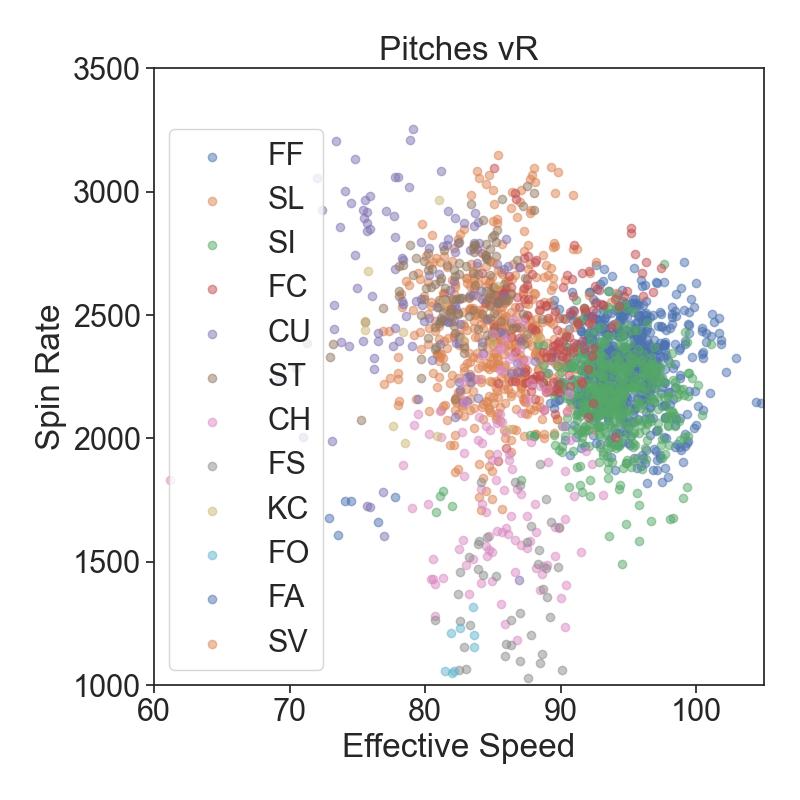 Pitches vR
3500
3000
2500
2000
1500
1000
Spin Rate
FF
SL
SI
FC
CU
ST
CH
FS
KC
FO
FA
SV
60 70 80 90 100
Effective Speed